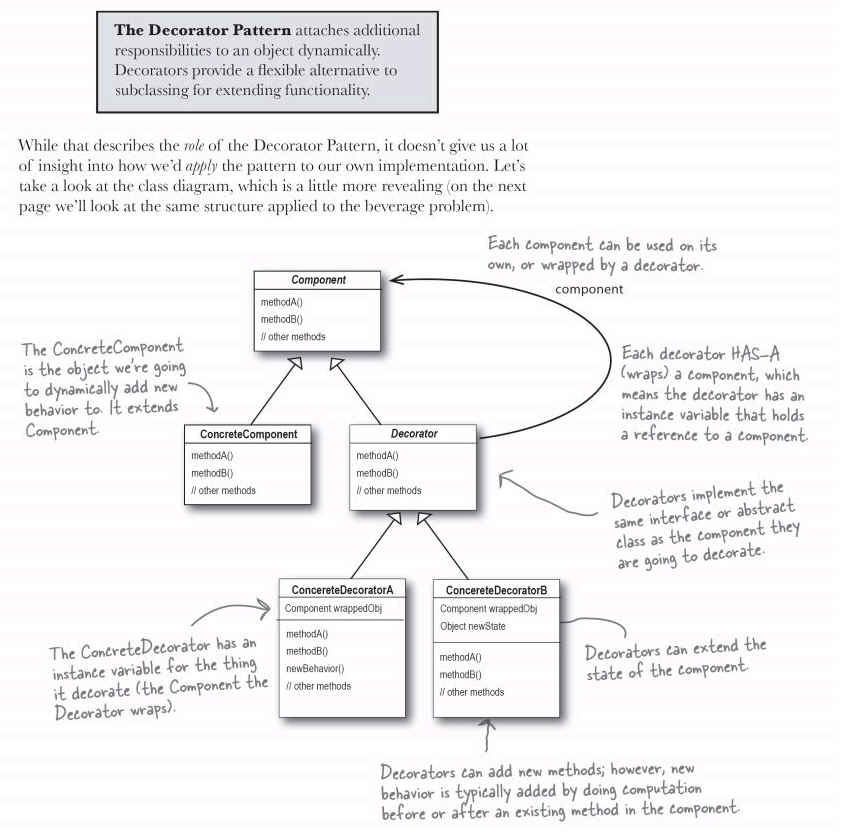 The Decorator Pattern attaches additional
responsibilities to an object dynamically.
Decorators provide a flexible alternative to
subclassing for extending functionality.
While that describes the role of the Decorator Pattern, it doesn't give us a lot
of insight into how we'd apply the pattern to our own implementation. Let's
take a look at the class diagram, which is a little more revealing (on the next
page we'll look at the same structure applied to the beverage problem).
Each component can be used on its
own, or wrapped by a decorator.
component
Component
methodA()
methodB()
// other methods
The ConcreteComponent
is the object we're going
to dynamically add new
behavior to. It extends
Component.
Each decorator HAS-A
(wraps) a component, which
means the decorator has an
instance variable that holds
a reference to a component.
ConcreteComponent
methodA()
methodB()
// other methods
Decorator
methodA()
methodB()
// other methods
Decorators implement the
same interface or abstract
class as the component they
are going to decorate.
ConcereteDecoratorA
Component wrappedObj
methodA()
methodB()
newBehavior()
// other methods
ConcereteDecoratorB
Component wrappedObj
Object newState
methodA()
methodB()
// other methods
The ConcreteDecorator has an
instance variable for the thing
it decorate (the Component the
Decorator wraps).
Decorators can extend the
state of the component.
Decorators can add new methods; however, new
behavior is typically added by doing computation
before or after an existing method in the component.